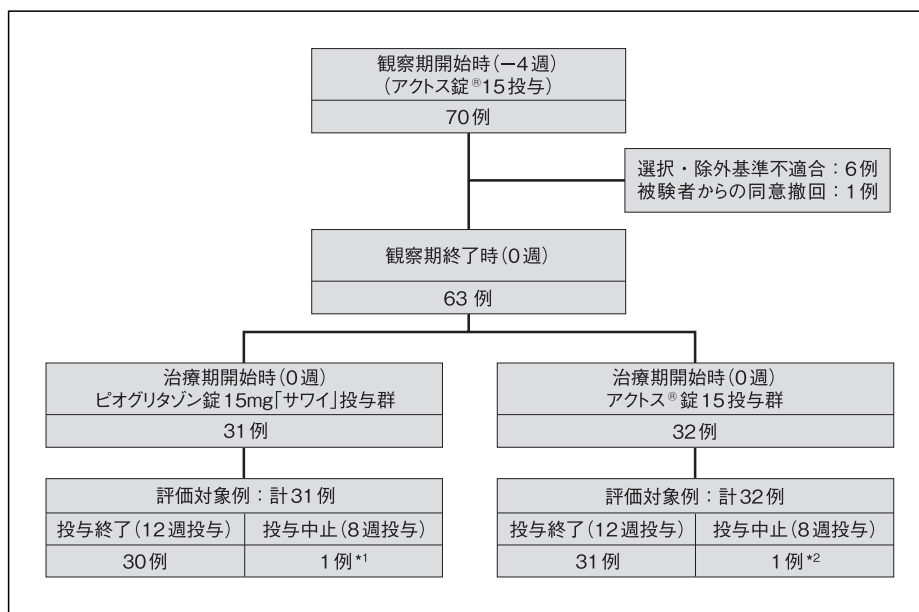 観察期開始時(−4週)
(アクトス錠®15投与)
70例
選択・除外基準不適合：6例
被験者からの同意撤回：1例
観察期終了時(0週)
63 例
治療期開始時(0週)
ピオグリタゾン錠15mg「サワイ」投与群
31例
治療期開始時(0週)
アクトス®錠15投与群
32例
評価対象例：計31例
投与終了(12週投与)
投与中止(8週投与)
30例
1例*1
評価対象例：計32例
投与終了(12週投与)
投与中止(8週投与)
31例
1例*2